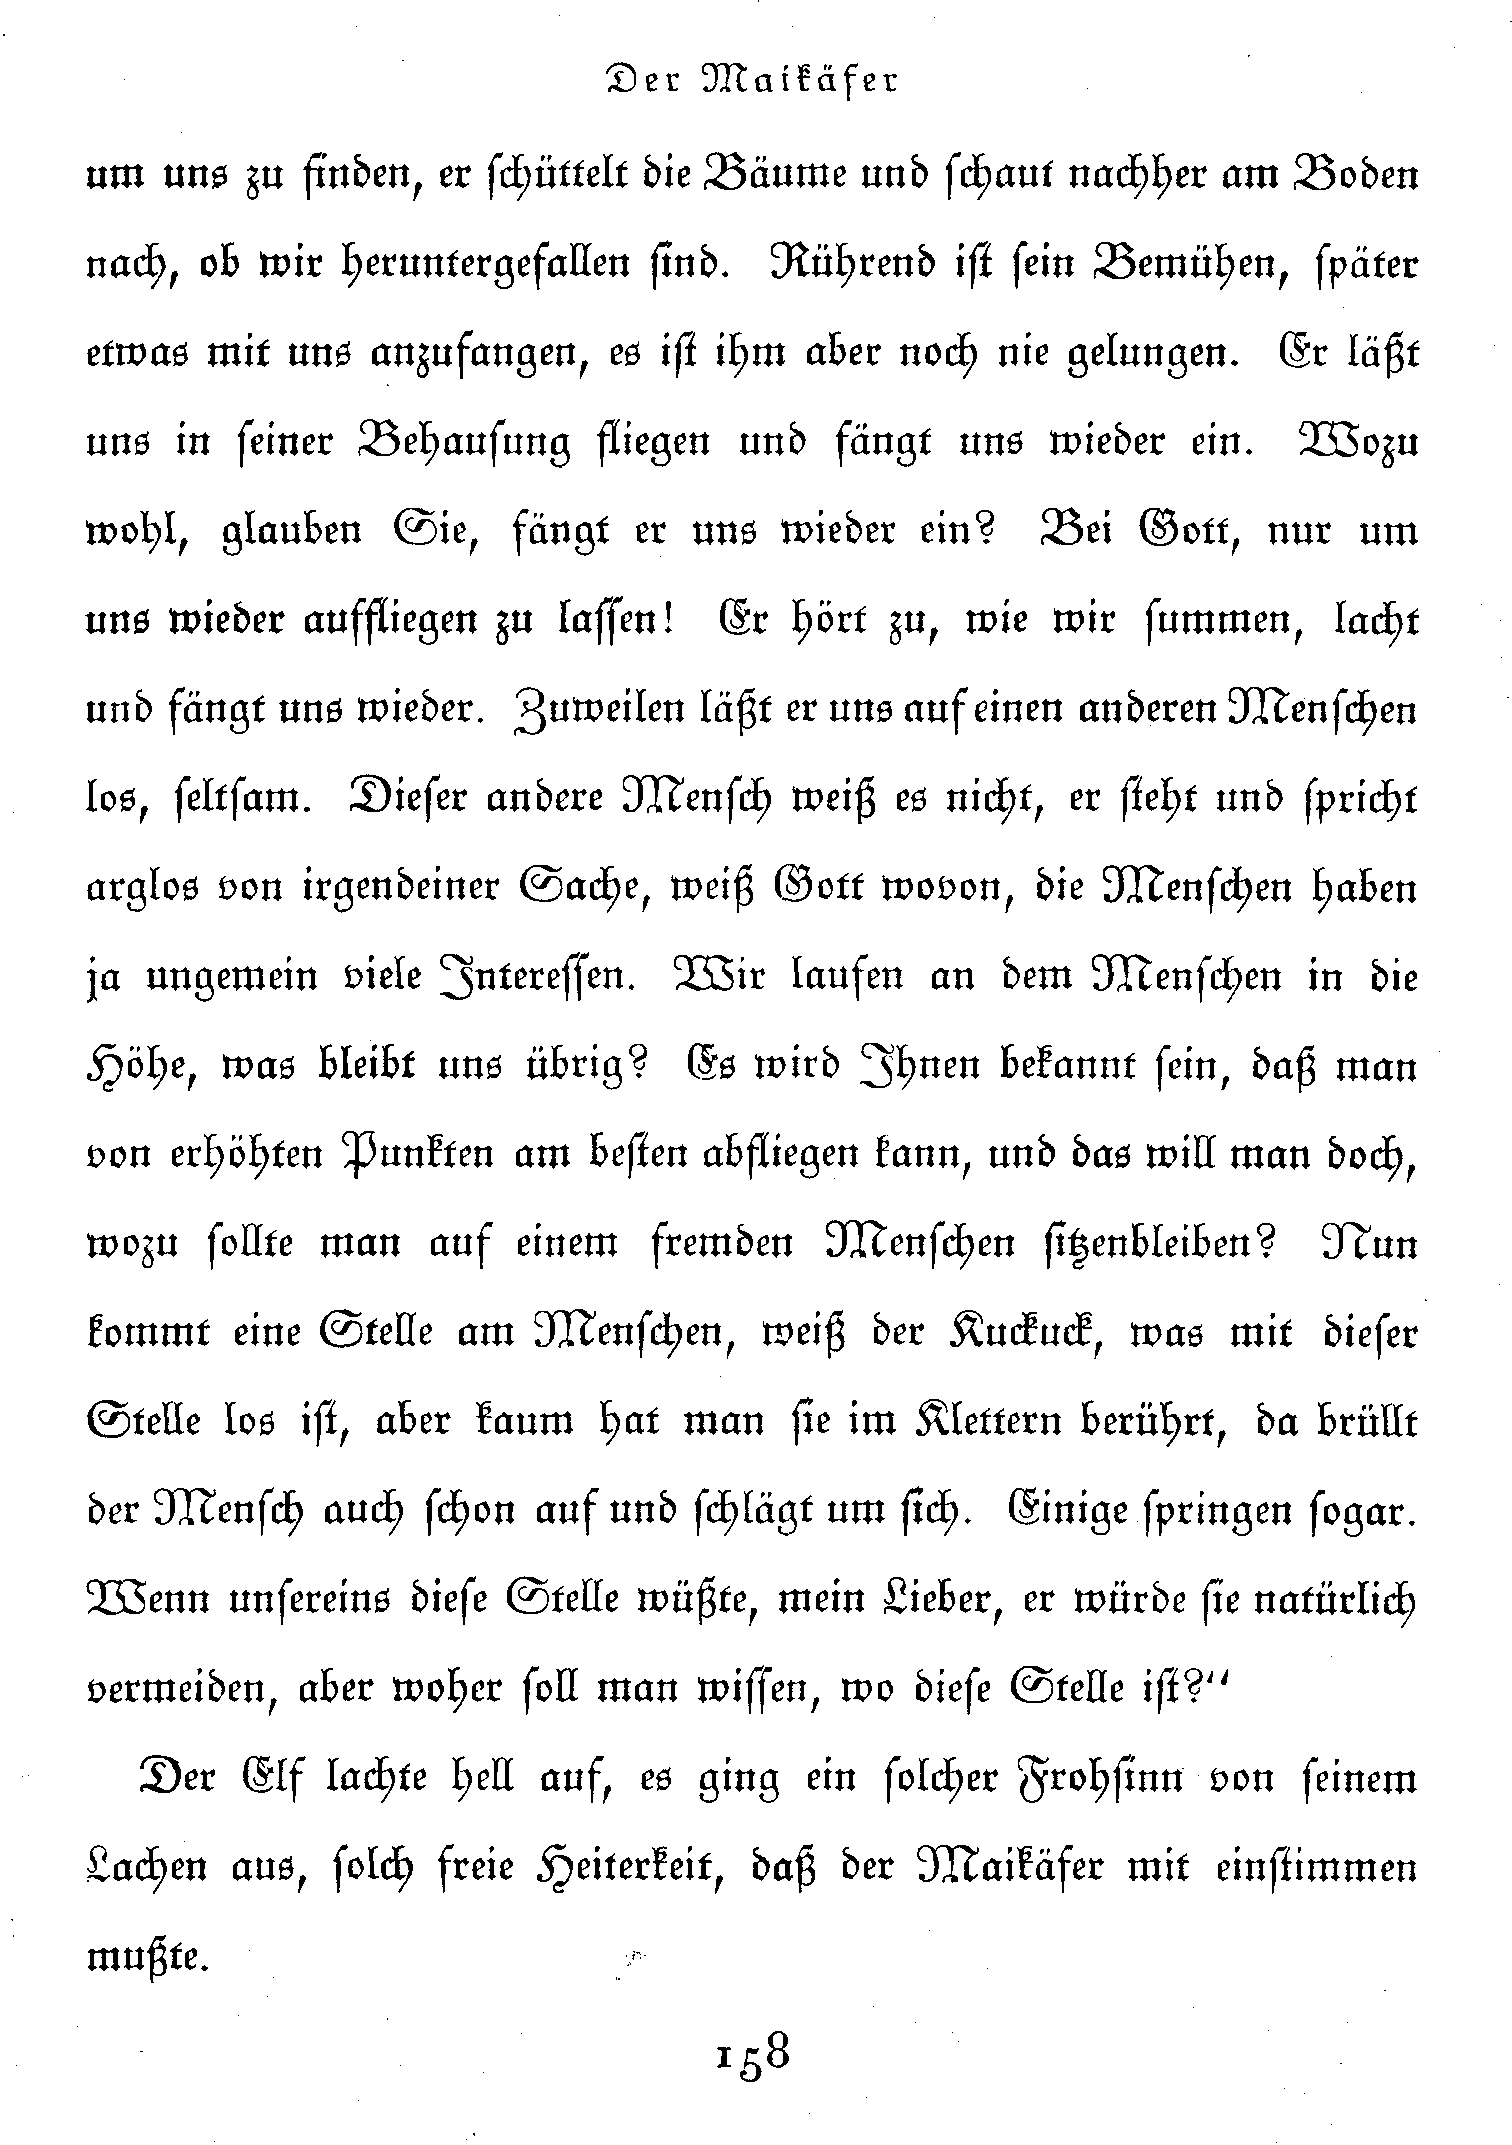 Der Maikäfer
um uns zu finden, er schüttelt die Bäume und schaut nachher am Boden
nach, ob wir heruntergefallen sind. Rührend ist sein Bemühen, später
etwas mit uns anzufangen, es ist ihm aber noch nie gelungen. Er läßt
uns in seiner Behausung fliegen und fängt uns wieder ein. Wozu
wohl, glauben Sie, fängt er uns wieder ein? Bei Gott, nur um
uns wieder auffliegen zu lassen! Er hört zu, wie wir summen, lacht
und fängt uns wieder. Zuweilen läßt er uns auf einen anderen Menschen
los, seltsam. Dieser andere Mensch weiß es nicht, er steht und spricht
arglos von irgendeiner Sache, weiß Gott wovon, die Menschen haben
ja ungemein viele Interessen. Wir laufen an dem Menschen in die
Höhe, was bleibt uns übrig? Es wird Ihnen bekannt sein, daß man
von erhöhten Punkten am besten abfliegen kann, und das will man doch,
wozu sollte man auf einem fremden Menschen sitzenbleiben? Nun
kommt eine Stelle am Menschen, weiß der Kuckuck, was mit dieser
Stelle los ist, aber kaum hat man sie im Klettern berührt, da brüllt
der Mensch auch schon auf und schlägt um sich. Einige springen sogar.
Wenn unsereins diese Stelle wüßte, mein Lieber, er würde sie natürlich
vermeiden, aber woher soll man wissen, wo diese Stelle ist?“
Der Elf lachte hell auf, es ging ein solcher Frohsinn von seinem
Lachen aus, solch freie Heiterkeit, daß der Maikäfer mit einstimmen
mußte.
158